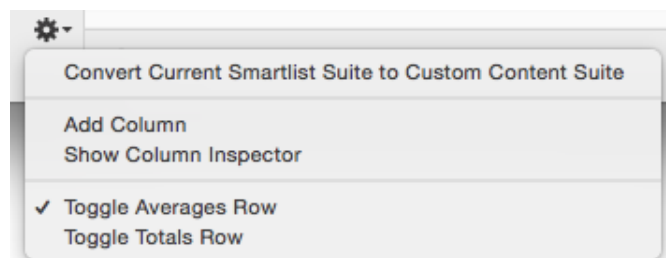 Convert Current Smartlist Suite to Custom Content Suite
Add Column
Show Column Inspector
✓ Toggle Averages Row
Toggle Totals Row